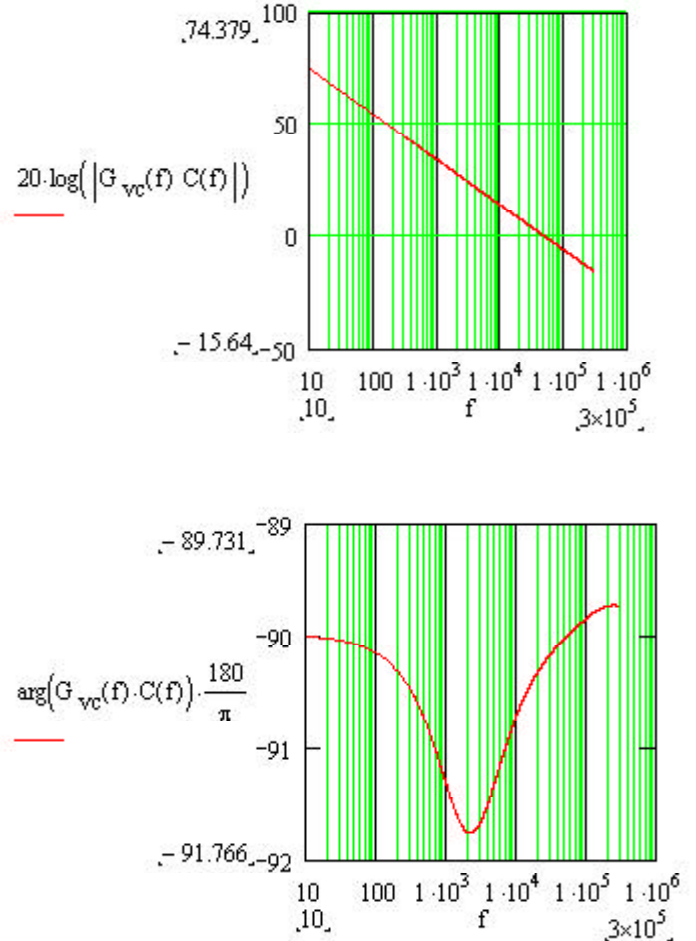 100
74.379
50
20·log(|G vc(f) C(f)|)
0
− 15.64
−50
10 100 1·10³ 1·10⁴ 1·10⁵ 1·10⁶
10 f 3×10⁵
−89
− 89.731
−90
arg(G vc(f)·C(f))·180/π
−91
− 91.766
−92
10 100 1·10³ 1·10⁴ 1·10⁵ 1·10⁶
10 f 3×10⁵